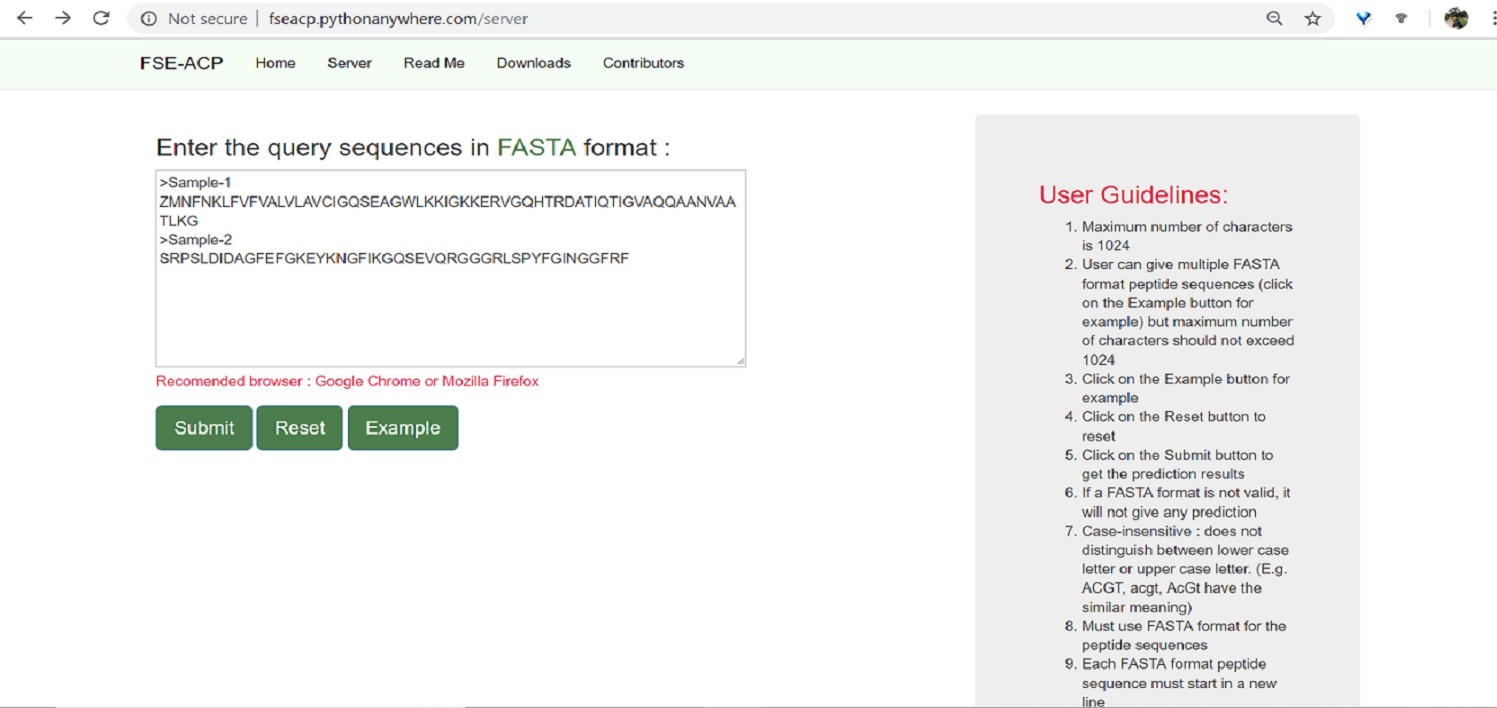 Not secure | fseacp.pythonanywhere.com/server
FSE-ACP Home Server Read Me Downloads Contributors
Enter the query sequences in FASTA format :
>Sample-1
ZMNFNKLFVFVALVLAVCIGQSEAGWLKKIGKKERVGQHTRDATIQTIGVAQQAANVAA
TLKG
>Sample-2
SRPSLDIDAGFEFGKEYKNGFIKGQSEVQRGGGRLSPYFGINGGFRF
Recomended browser : Google Chrome or Mozilla Firefox
Submit Reset Example
User Guidelines:
1. Maximum number of characters
is 1024
2. User can give multiple FASTA
format peptide sequences (click
on the Example button for
example) but maximum number
of characters should not exceed
1024
3. Click on the Example button for
example
4. Click on the Reset button to
reset
5. Click on the Submit button to
get the prediction results
6. If a FASTA format is not valid, it
will not give any prediction
7. Case-insensitive : does not
distinguish between lower case
letter or upper case letter. (E.g.
ACGT, acgt, AcGt have the
similar meaning)
8. Must use FASTA format for the
peptide sequences
9. Each FASTA format peptide
sequence must start in a new
line